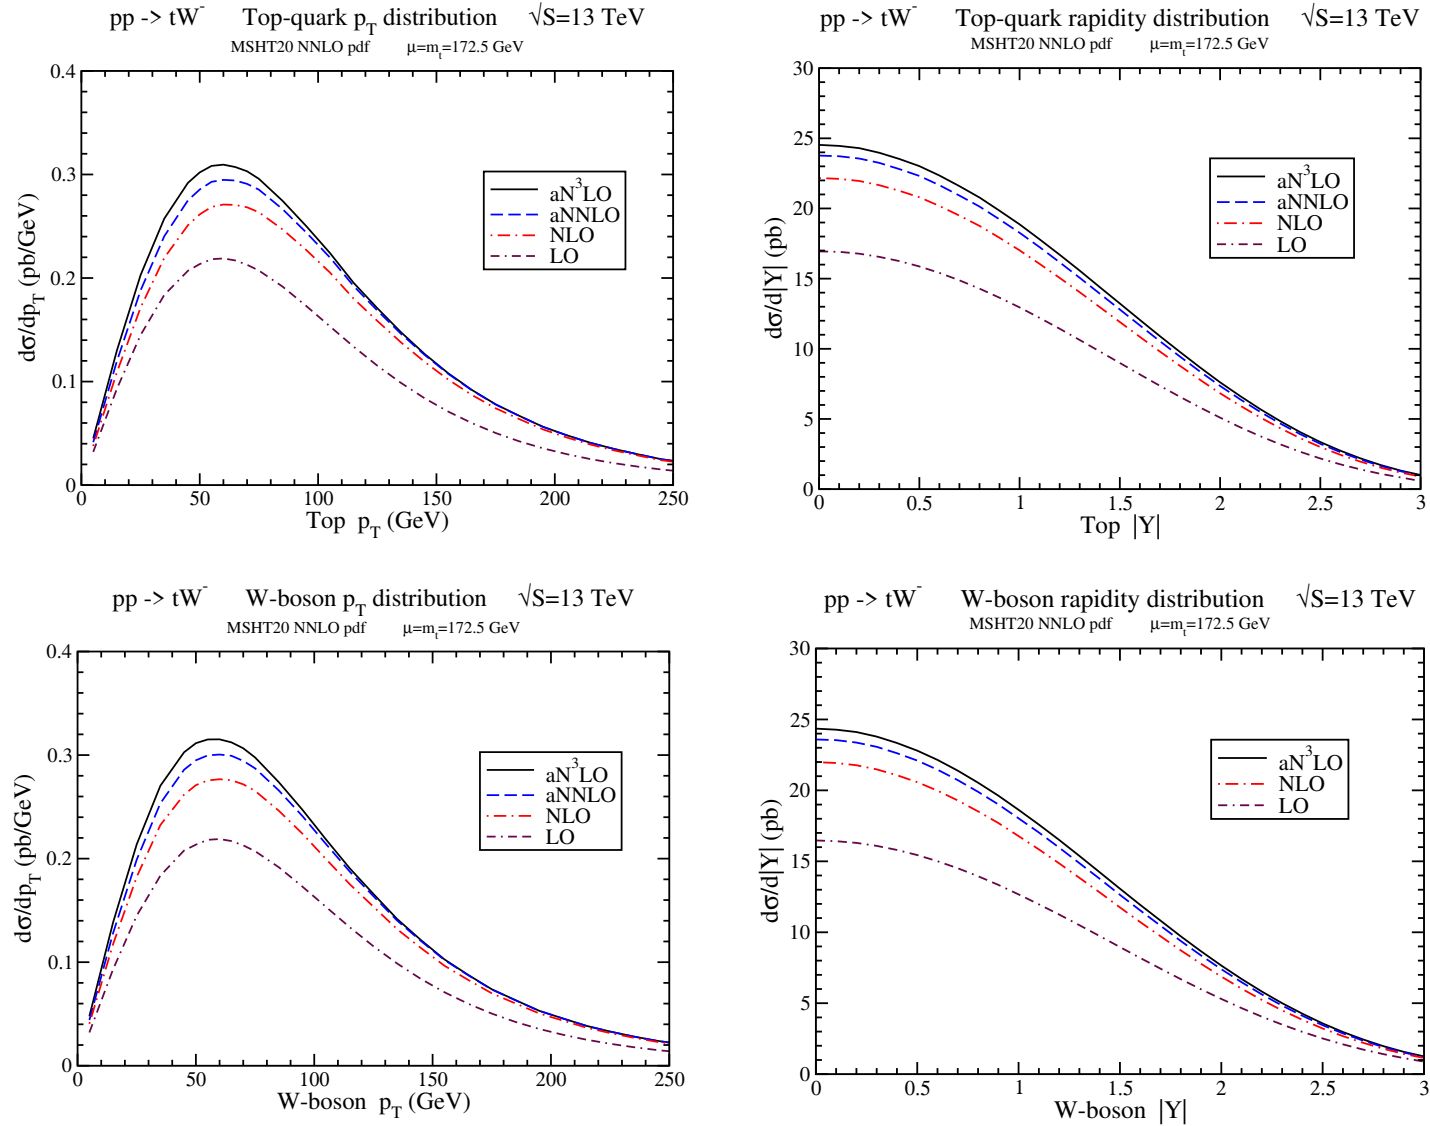 pp -> tW⁻ Top-quark p_T distribution √S=13 TeV
MSHT20 NNLO pdf μ=m_t=172.5 GeV
0.4
0.3
0.2
0.1
0
dσ/dp_T (pb/GeV)
aN³LO
aNNLO
NLO
LO
0 50 100 150 200 250
Top p_T (GeV)
pp -> tW⁻ Top-quark rapidity distribution √S=13 TeV
MSHT20 NNLO pdf μ=m_t=172.5 GeV
30
25
20
15
10
5
0
dσ/d|Y| (pb)
aN³LO
aNNLO
NLO
LO
0 0.5 1 1.5 2 2.5 3
Top |Y|
pp -> tW⁻ W-boson p_T distribution √S=13 TeV
MSHT20 NNLO pdf μ=m_t=172.5 GeV
0.4
0.3
0.2
0.1
0
dσ/dp_T (pb/GeV)
aN³LO
aNNLO
NLO
LO
0 50 100 150 200 250
W-boson p_T (GeV)
pp -> tW⁻ W-boson rapidity distribution √S=13 TeV
MSHT20 NNLO pdf μ=m_t=172.5 GeV
30
25
20
15
10
5
0
dσ/d|Y| (pb)
aN³LO
NLO
LO
0 0.5 1 1.5 2 2.5 3
W-boson |Y|